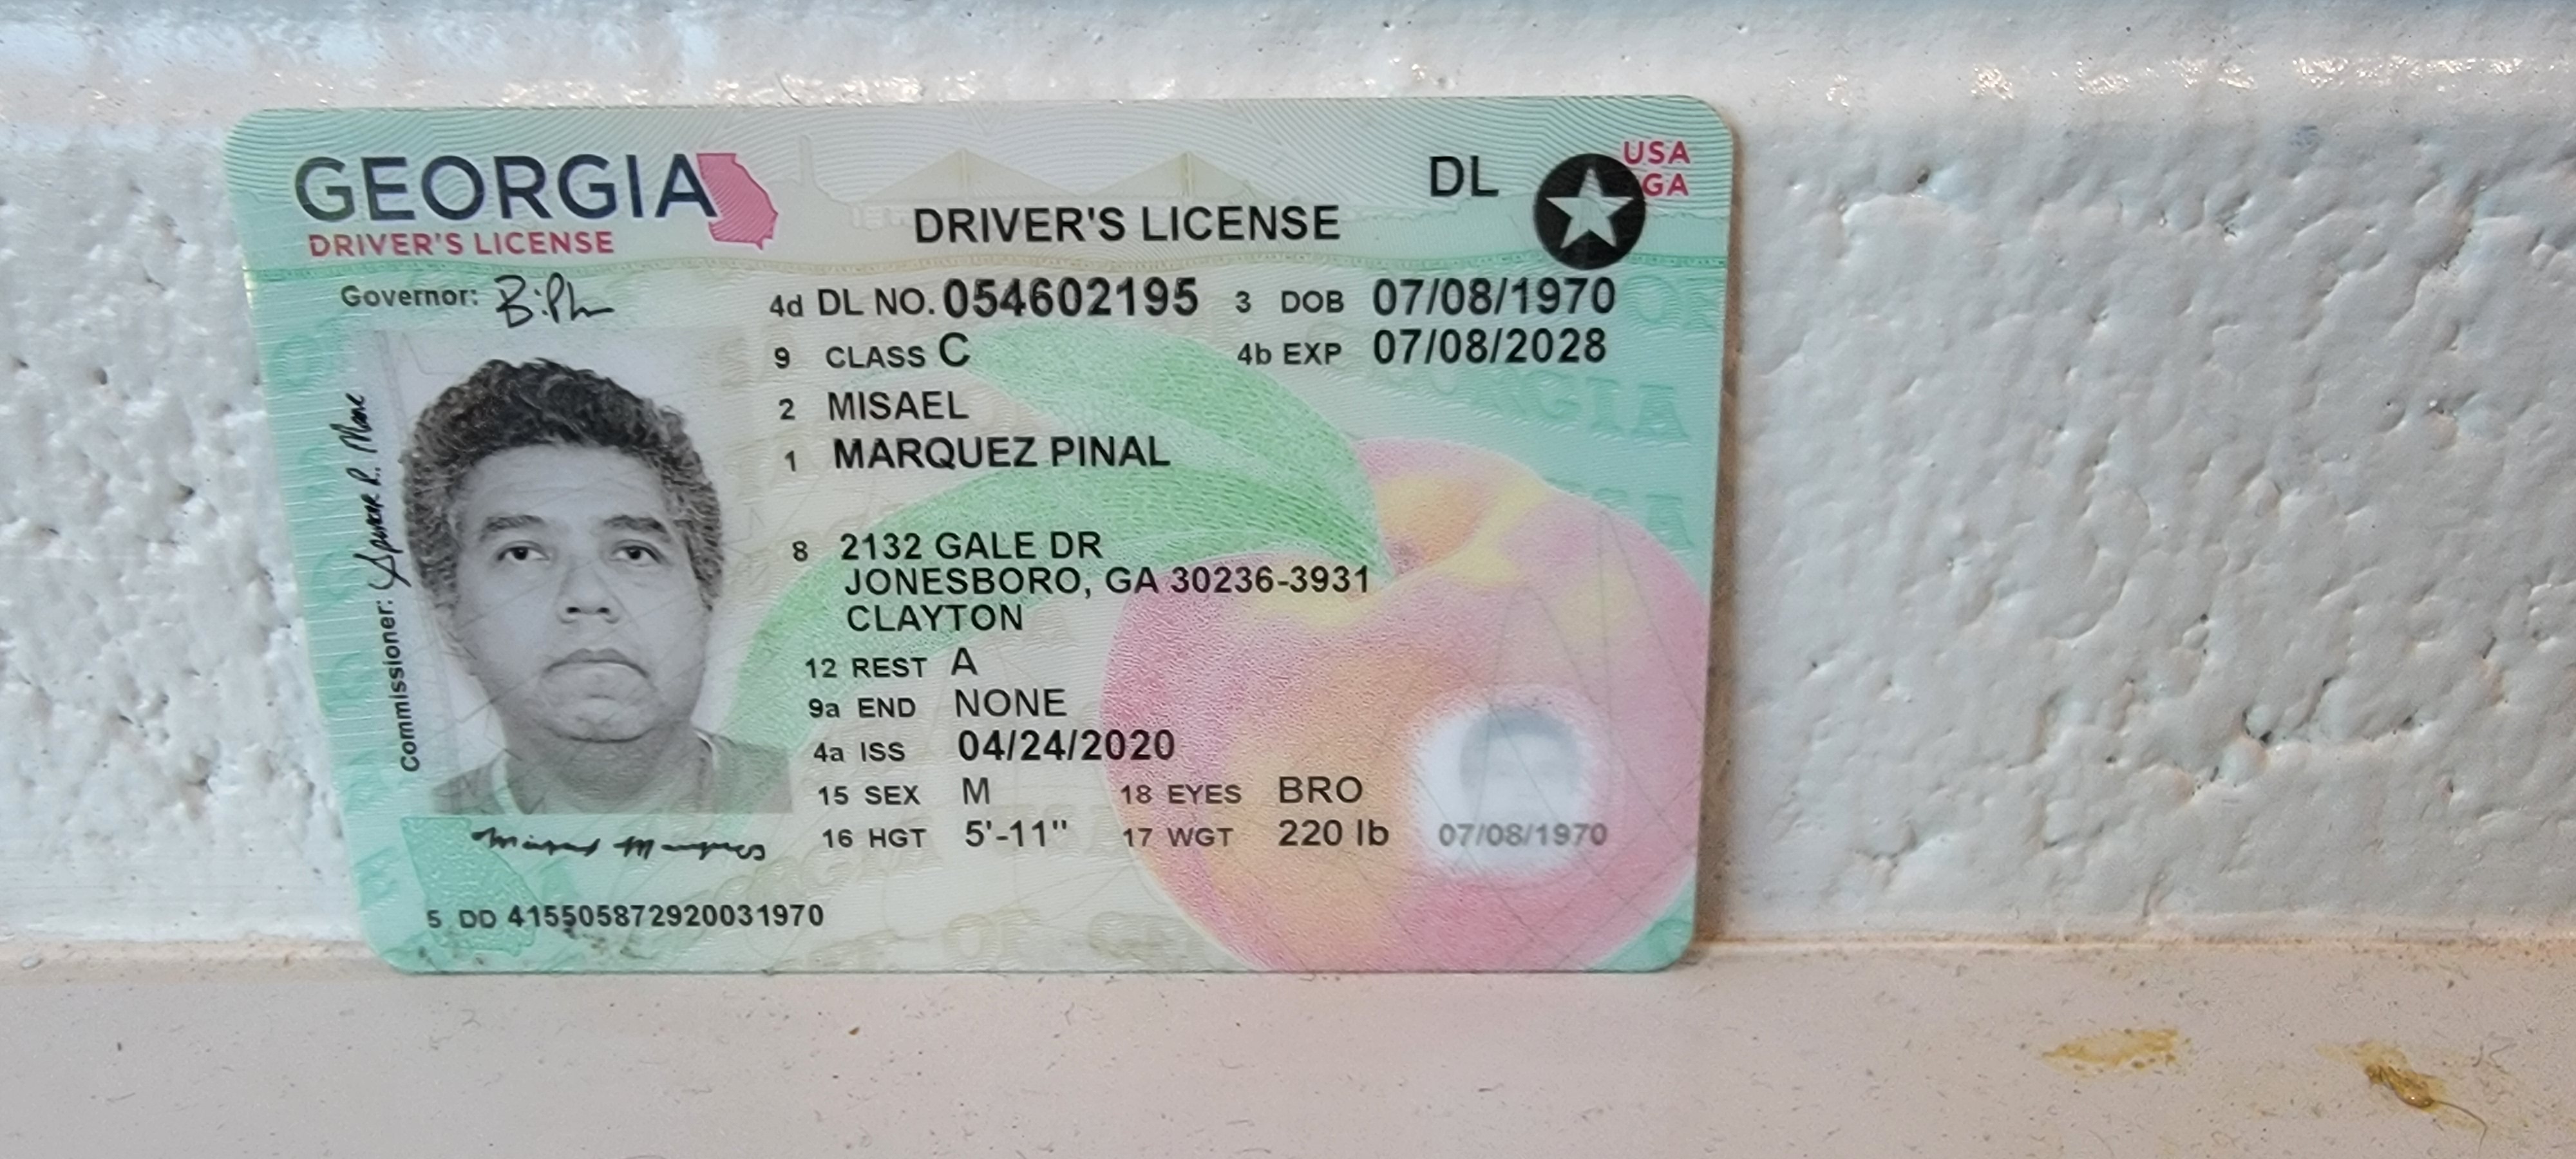 GEORGIA
DRIVER'S LICENSE
DRIVER'S LICENSE
DL
USA
GA
Governor:
4d DL NO. 054602195
3 DOB 07/08/1970
9 CLASS C
4b EXP 07/08/2028
2 MISAEL
1 MARQUEZ PINAL
8 2132 GALE DR
JONESBORO, GA 30236-3931
CLAYTON
12 REST A
9a END NONE
4a ISS 04/24/2020
15 SEX M
18 EYES BRO
16 HGT 5'-11"
17 WGT 220 lb
07/08/1970
Commissioner:
5 DD 415505872920031970